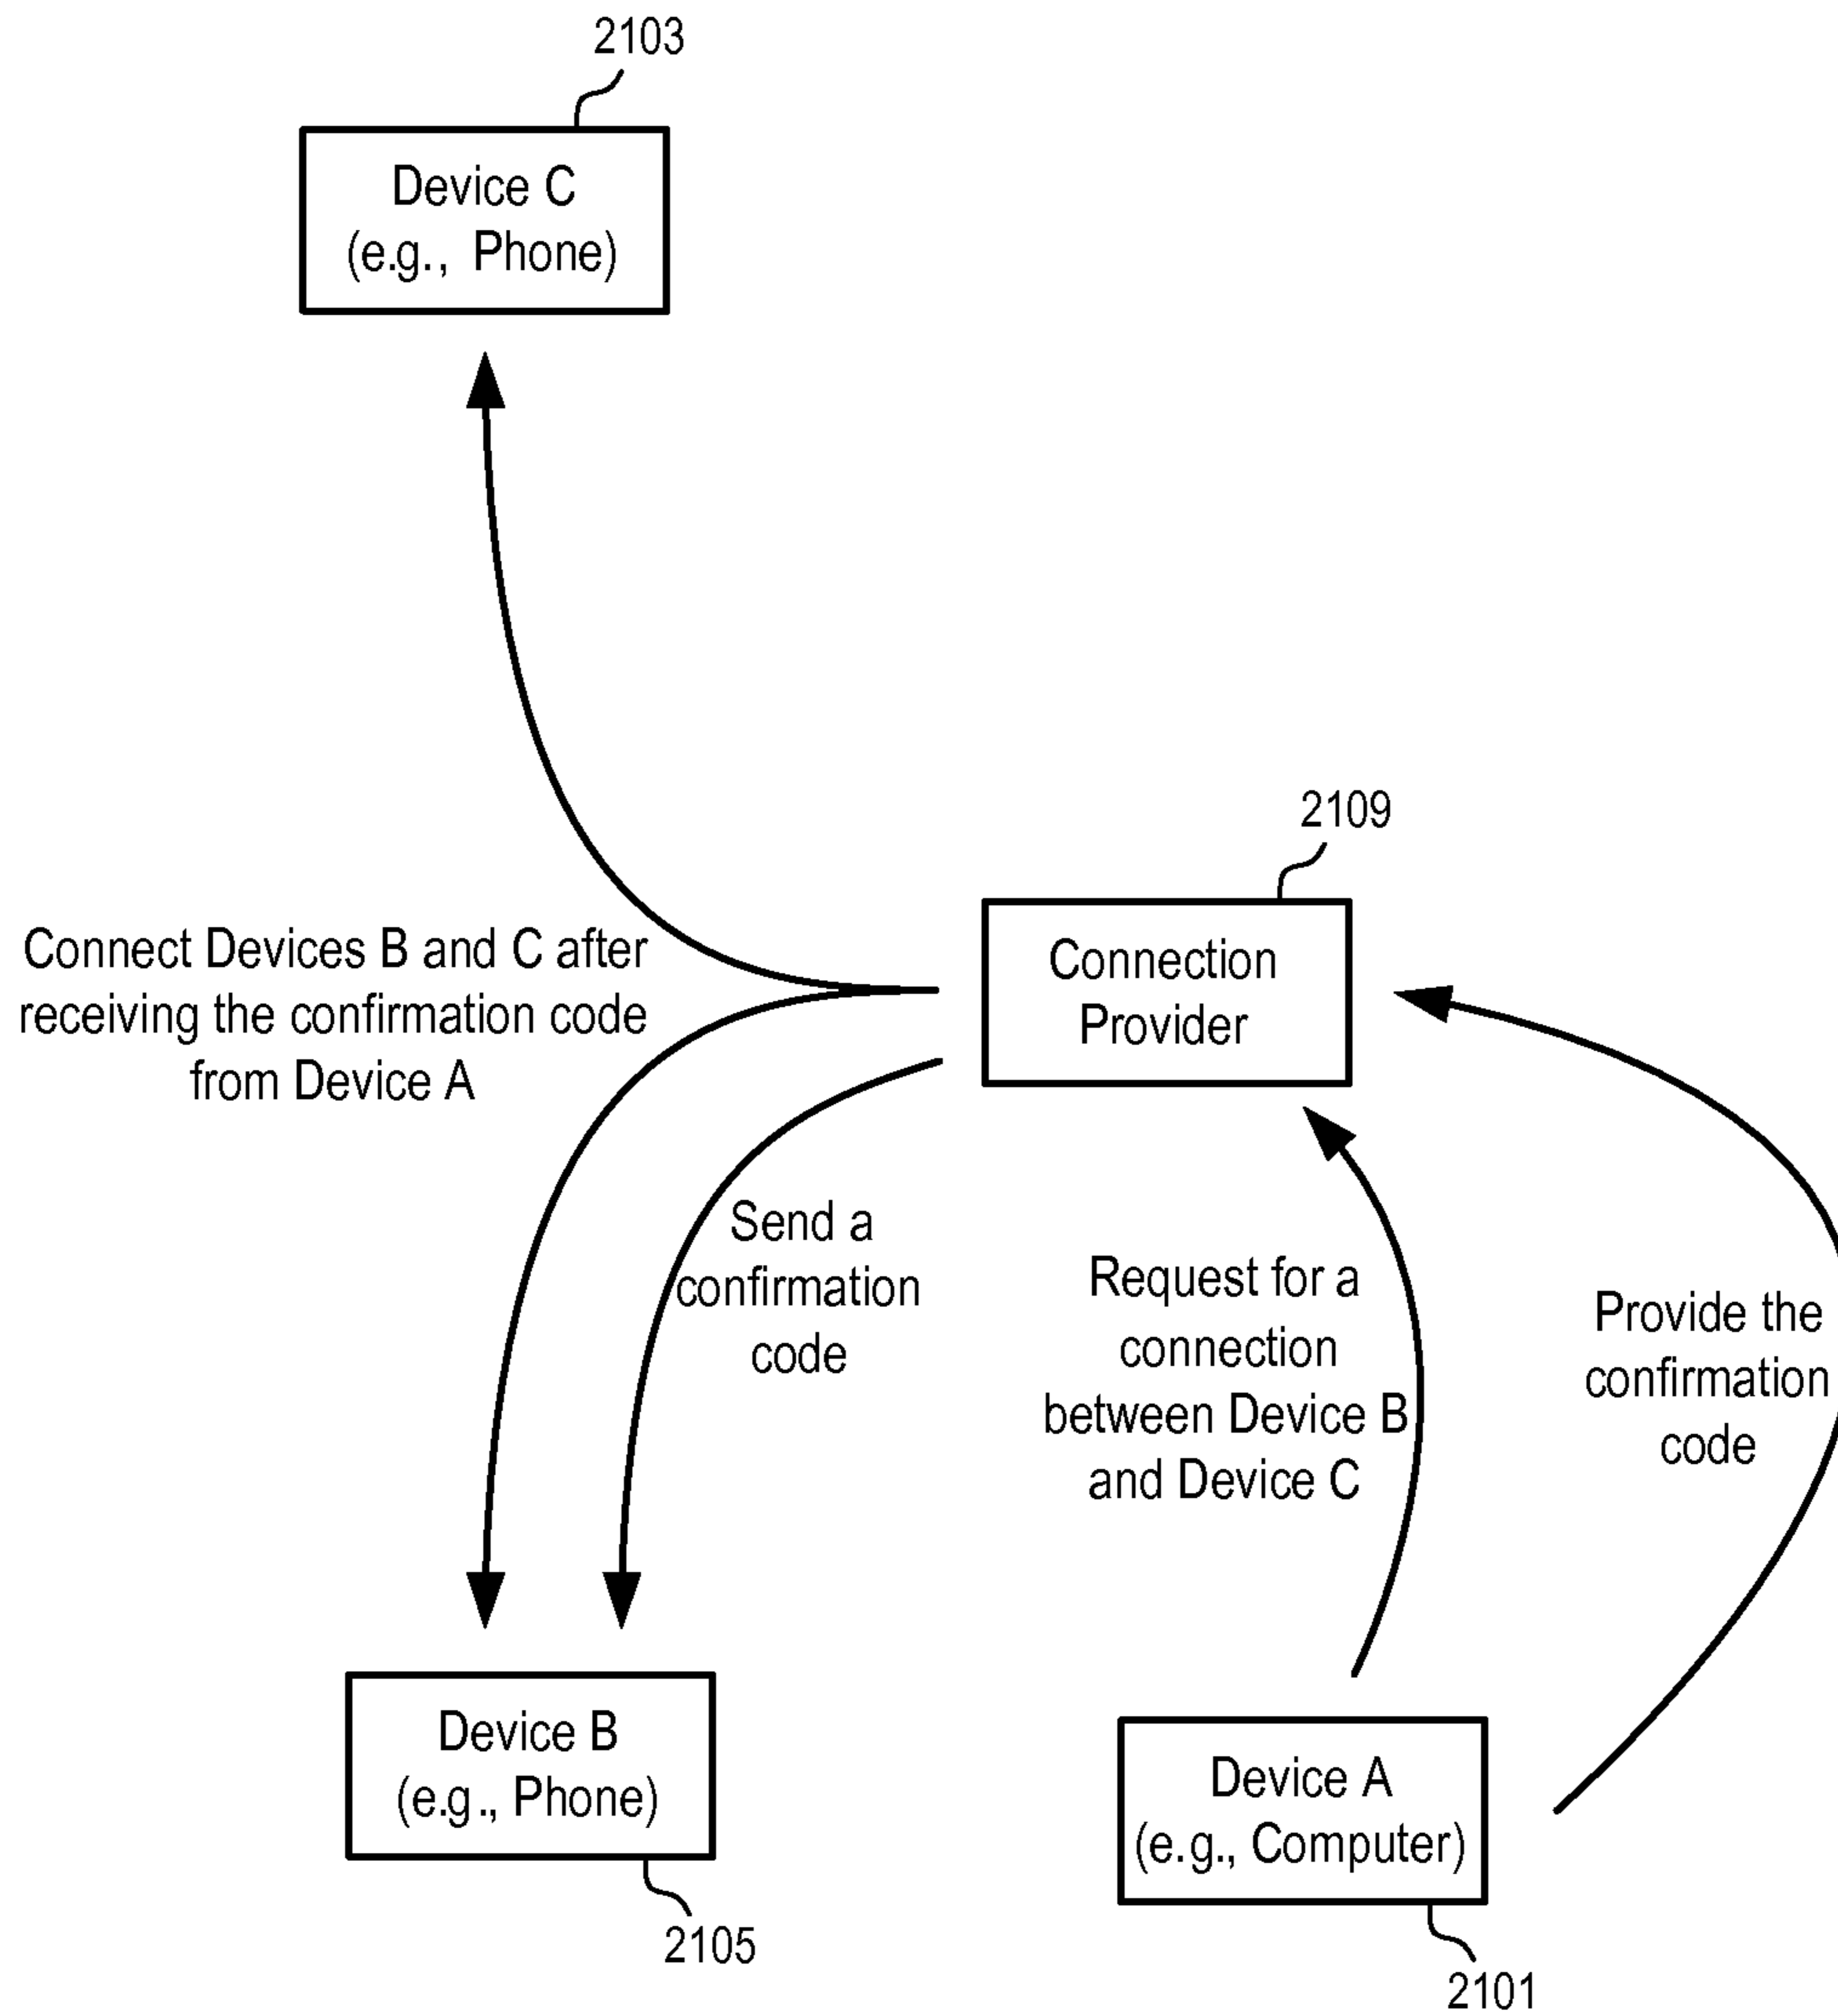 2103
Device C
(e.g., Phone)
2109
Connection
Provider
Connect Devices B and C after
receiving the confirmation code
from Device A
Send a
confirmation
code
Request for a
connection
between Device B
and Device C
Provide the
confirmation
code
Device B
(e.g., Phone)
2105
Device A
(e.g., Computer)
2101